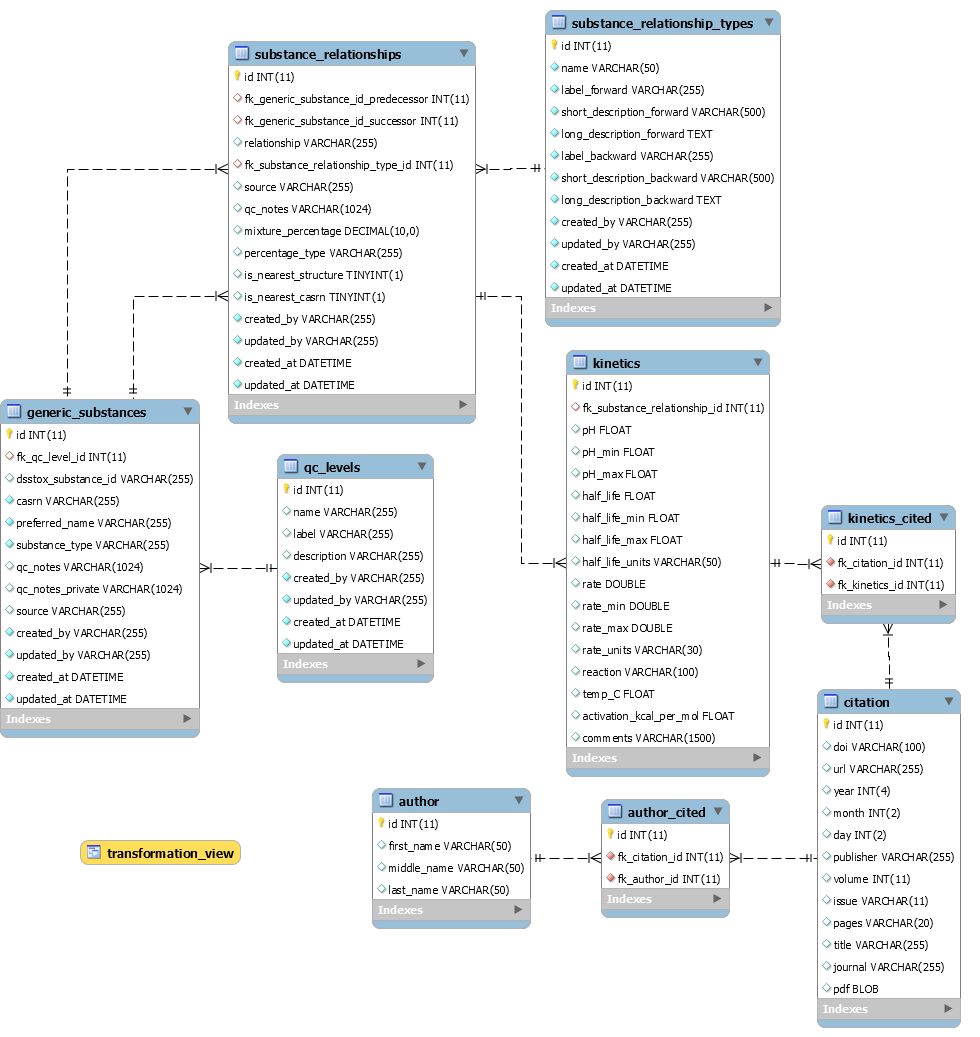 substance_relationship_types
id INT(11)
name VARCHAR(50)
label_forward VARCHAR(255)
short_description_forward VARCHAR(500)
long_description_forward TEXT
label_backward VARCHAR(255)
short_description_backward VARCHAR(500)
long_description_backward TEXT
created_by VARCHAR(255)
updated_by VARCHAR(255)
created_at DATETIME
updated_at DATETIME
Indexes
substance_relationships
id INT(11)
fk_generic_substance_id_predecessor INT(11)
fk_generic_substance_id_successor INT(11)
relationship VARCHAR(255)
fk_substance_relationship_type_id INT(11)
source VARCHAR(255)
qc_notes VARCHAR(1024)
mixture_percentage DECIMAL(10,0)
percentage_type VARCHAR(255)
is_nearest_structure TINYINT(1)
is_nearest_casrn TINYINT(1)
created_by VARCHAR(255)
updated_by VARCHAR(255)
created_at DATETIME
updated_at DATETIME
Indexes
kinetics
id INT(11)
fk_substance_relationship_id INT(11)
pH FLOAT
pH_min FLOAT
pH_max FLOAT
half_life FLOAT
half_life_min FLOAT
half_life_max FLOAT
half_life_units VARCHAR(50)
rate DOUBLE
rate_min DOUBLE
rate_max DOUBLE
rate_units VARCHAR(30)
reaction VARCHAR(100)
temp_C FLOAT
activation_kcal_per_mol FLOAT
comments VARCHAR(1500)
Indexes
generic_substances
id INT(11)
fk_qc_level_id INT(11)
dsstox_substance_id VARCHAR(255)
casrn VARCHAR(255)
preferred_name VARCHAR(255)
substance_type VARCHAR(255)
qc_notes VARCHAR(1024)
qc_notes_private VARCHAR(1024)
source VARCHAR(255)
created_by VARCHAR(255)
updated_by VARCHAR(255)
created_at DATETIME
updated_at DATETIME
Indexes
qc_levels
id INT(11)
name VARCHAR(255)
label VARCHAR(255)
description VARCHAR(255)
created_by VARCHAR(255)
updated_by VARCHAR(255)
created_at DATETIME
updated_at DATETIME
Indexes
kinetics_cited
id INT(11)
fk_citation_id INT(11)
fk_kinetics_id INT(11)
Indexes
citation
id INT(11)
doi VARCHAR(100)
url VARCHAR(255)
year INT(4)
month INT(2)
day INT(2)
publisher VARCHAR(255)
volume INT(11)
issue VARCHAR(11)
pages VARCHAR(20)
title VARCHAR(255)
journal VARCHAR(255)
pdf BLOB
Indexes
author
id INT(11)
first_name VARCHAR(50)
middle_name VARCHAR(50)
last_name VARCHAR(50)
Indexes
author_cited
id INT(11)
fk_citation_id INT(11)
fk_author_id INT(11)
Indexes
transformation_view